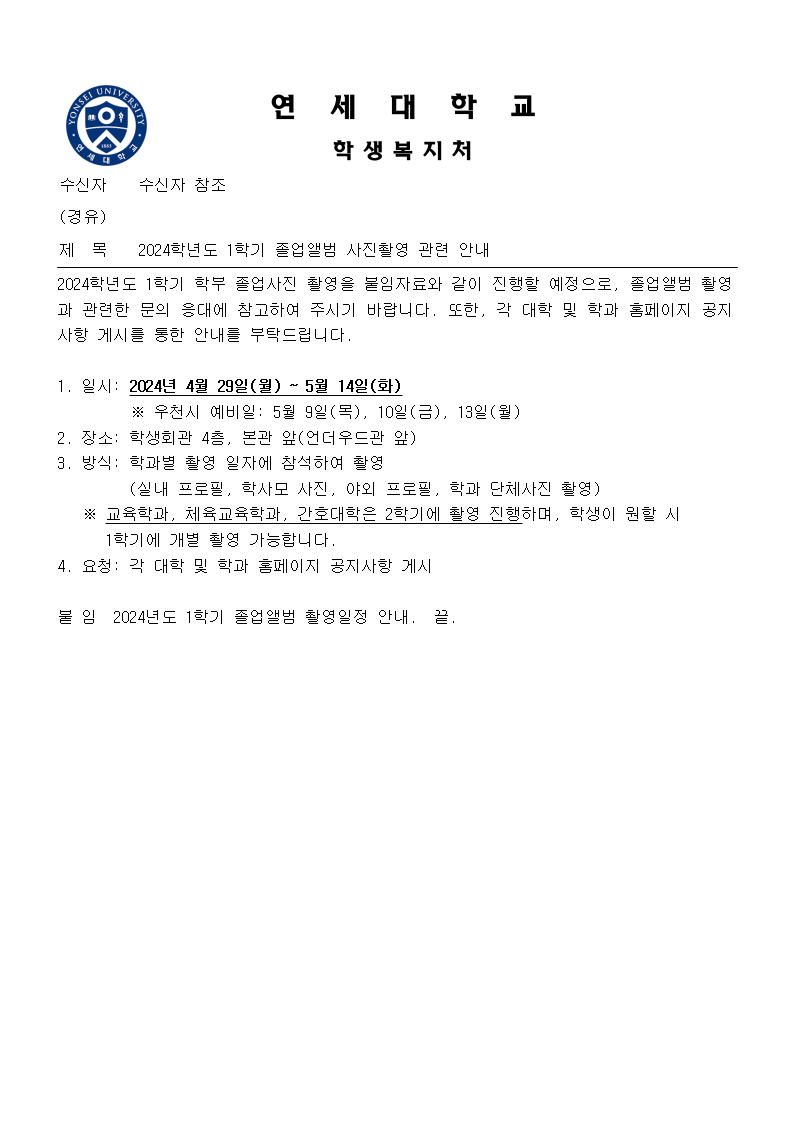 YONSEI UNIVERSITY
1885
연세대학교
연 세 대 학 교
학 생 복 지 처
수신자 수신자 참조
(경유)
제 목 2024학년도 1학기 졸업앨범 사진촬영 관련 안내
2024학년도 1학기 학부 졸업사진 촬영을 붙임자료와 같이 진행할 예정으로, 졸업앨범 촬영
과 관련한 문의 응대에 참고하여 주시기 바랍니다. 또한, 각 대학 및 학과 홈페이지 공지
사항 게시를 통한 안내를 부탁드립니다.
1. 일시: 2024년 4월 29일(월) ~ 5월 14일(화)
※ 우천시 예비일: 5월 9일(목), 10일(금), 13일(월)
2. 장소: 학생회관 4층, 본관 앞(언더우드관 앞)
3. 방식: 학과별 촬영 일자에 참석하여 촬영
(실내 프로필, 학사모 사진, 야외 프로필, 학과 단체사진 촬영)
※ 교육학과, 체육교육학과, 간호대학은 2학기에 촬영 진행하며, 학생이 원할 시
1학기에 개별 촬영 가능합니다.
4. 요청: 각 대학 및 학과 홈페이지 공지사항 게시
붙 임 2024년도 1학기 졸업앨범 촬영일정 안내. 끝.